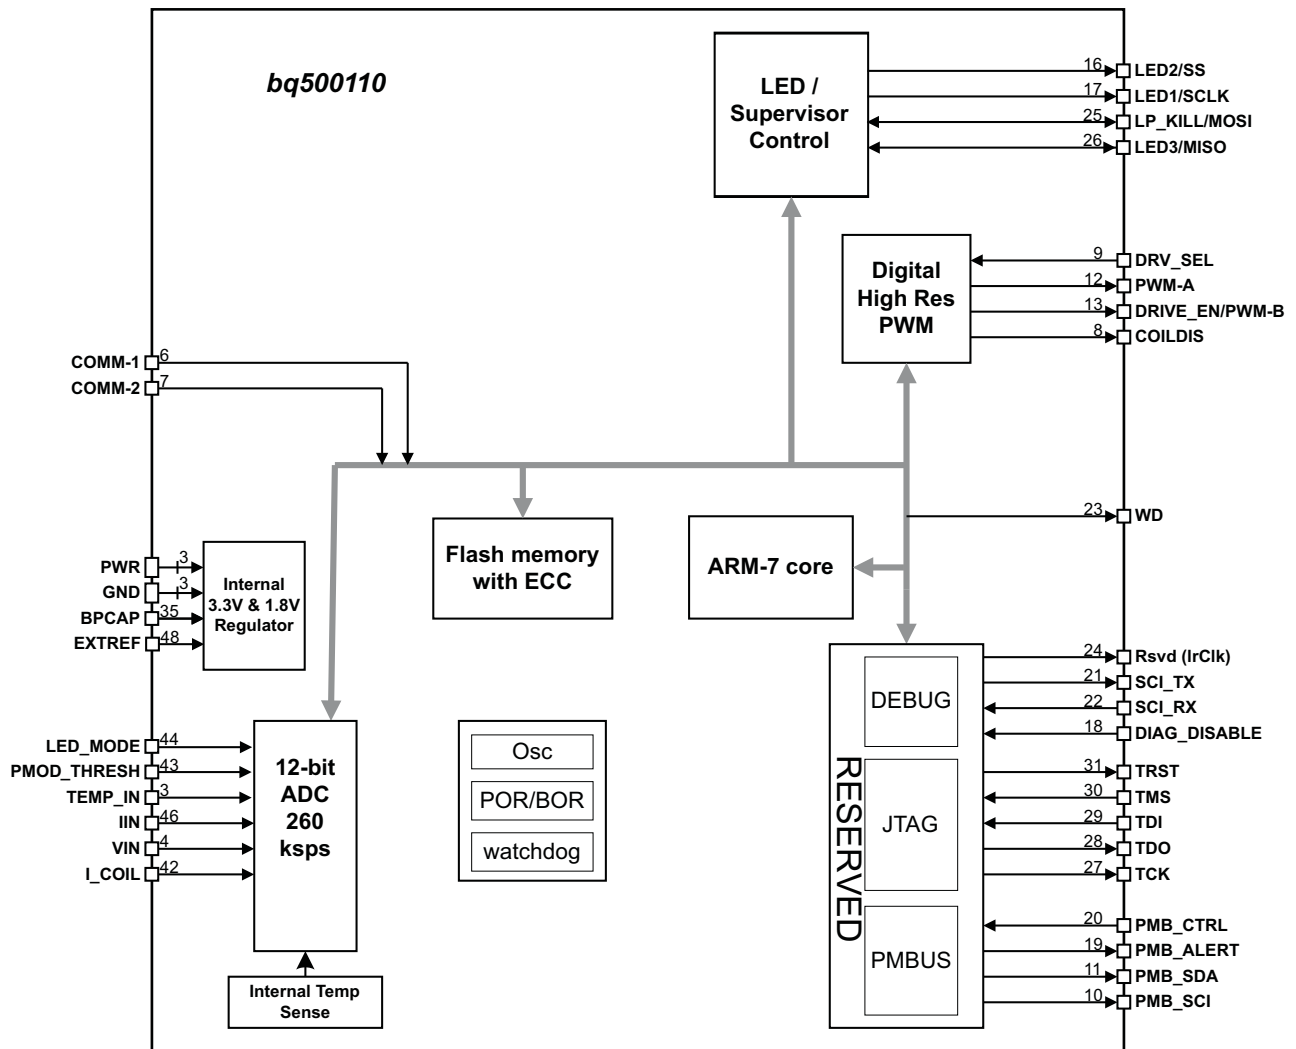 bq500110
LED /
Supervisor
Control
16 LED2/SS
17 LED1/SCLK
25 LP_KILL/MOSI
26 LED3/MISO
Digital
High Res
PWM
9 DRV_SEL
12 PWM-A
13 DRIVE_EN/PWM-B
8 COILDIS
COMM-1 6
COMM-2 7
23 WD
Flash memory
with ECC
ARM-7 core
PWR 3
GND 3
BPCAP 35
EXTREF 48
Internal
3.3V & 1.8V
Regulator
LED_MODE 44
PMOD_THRESH 43
TEMP_IN 3
IIN 46
VIN 4
I_COIL 42
12-bit
ADC
260
ksps
Internal Temp
Sense
Osc
POR/BOR
watchdog
RESERVED
DEBUG
JTAG
PMBUS
24 Rsvd (IrClk)
21 SCI_TX
22 SCI_RX
18 DIAG_DISABLE
31 TRST
30 TMS
29 TDI
28 TDO
27 TCK
20 PMB_CTRL
19 PMB_ALERT
11 PMB_SDA
10 PMB_SCI